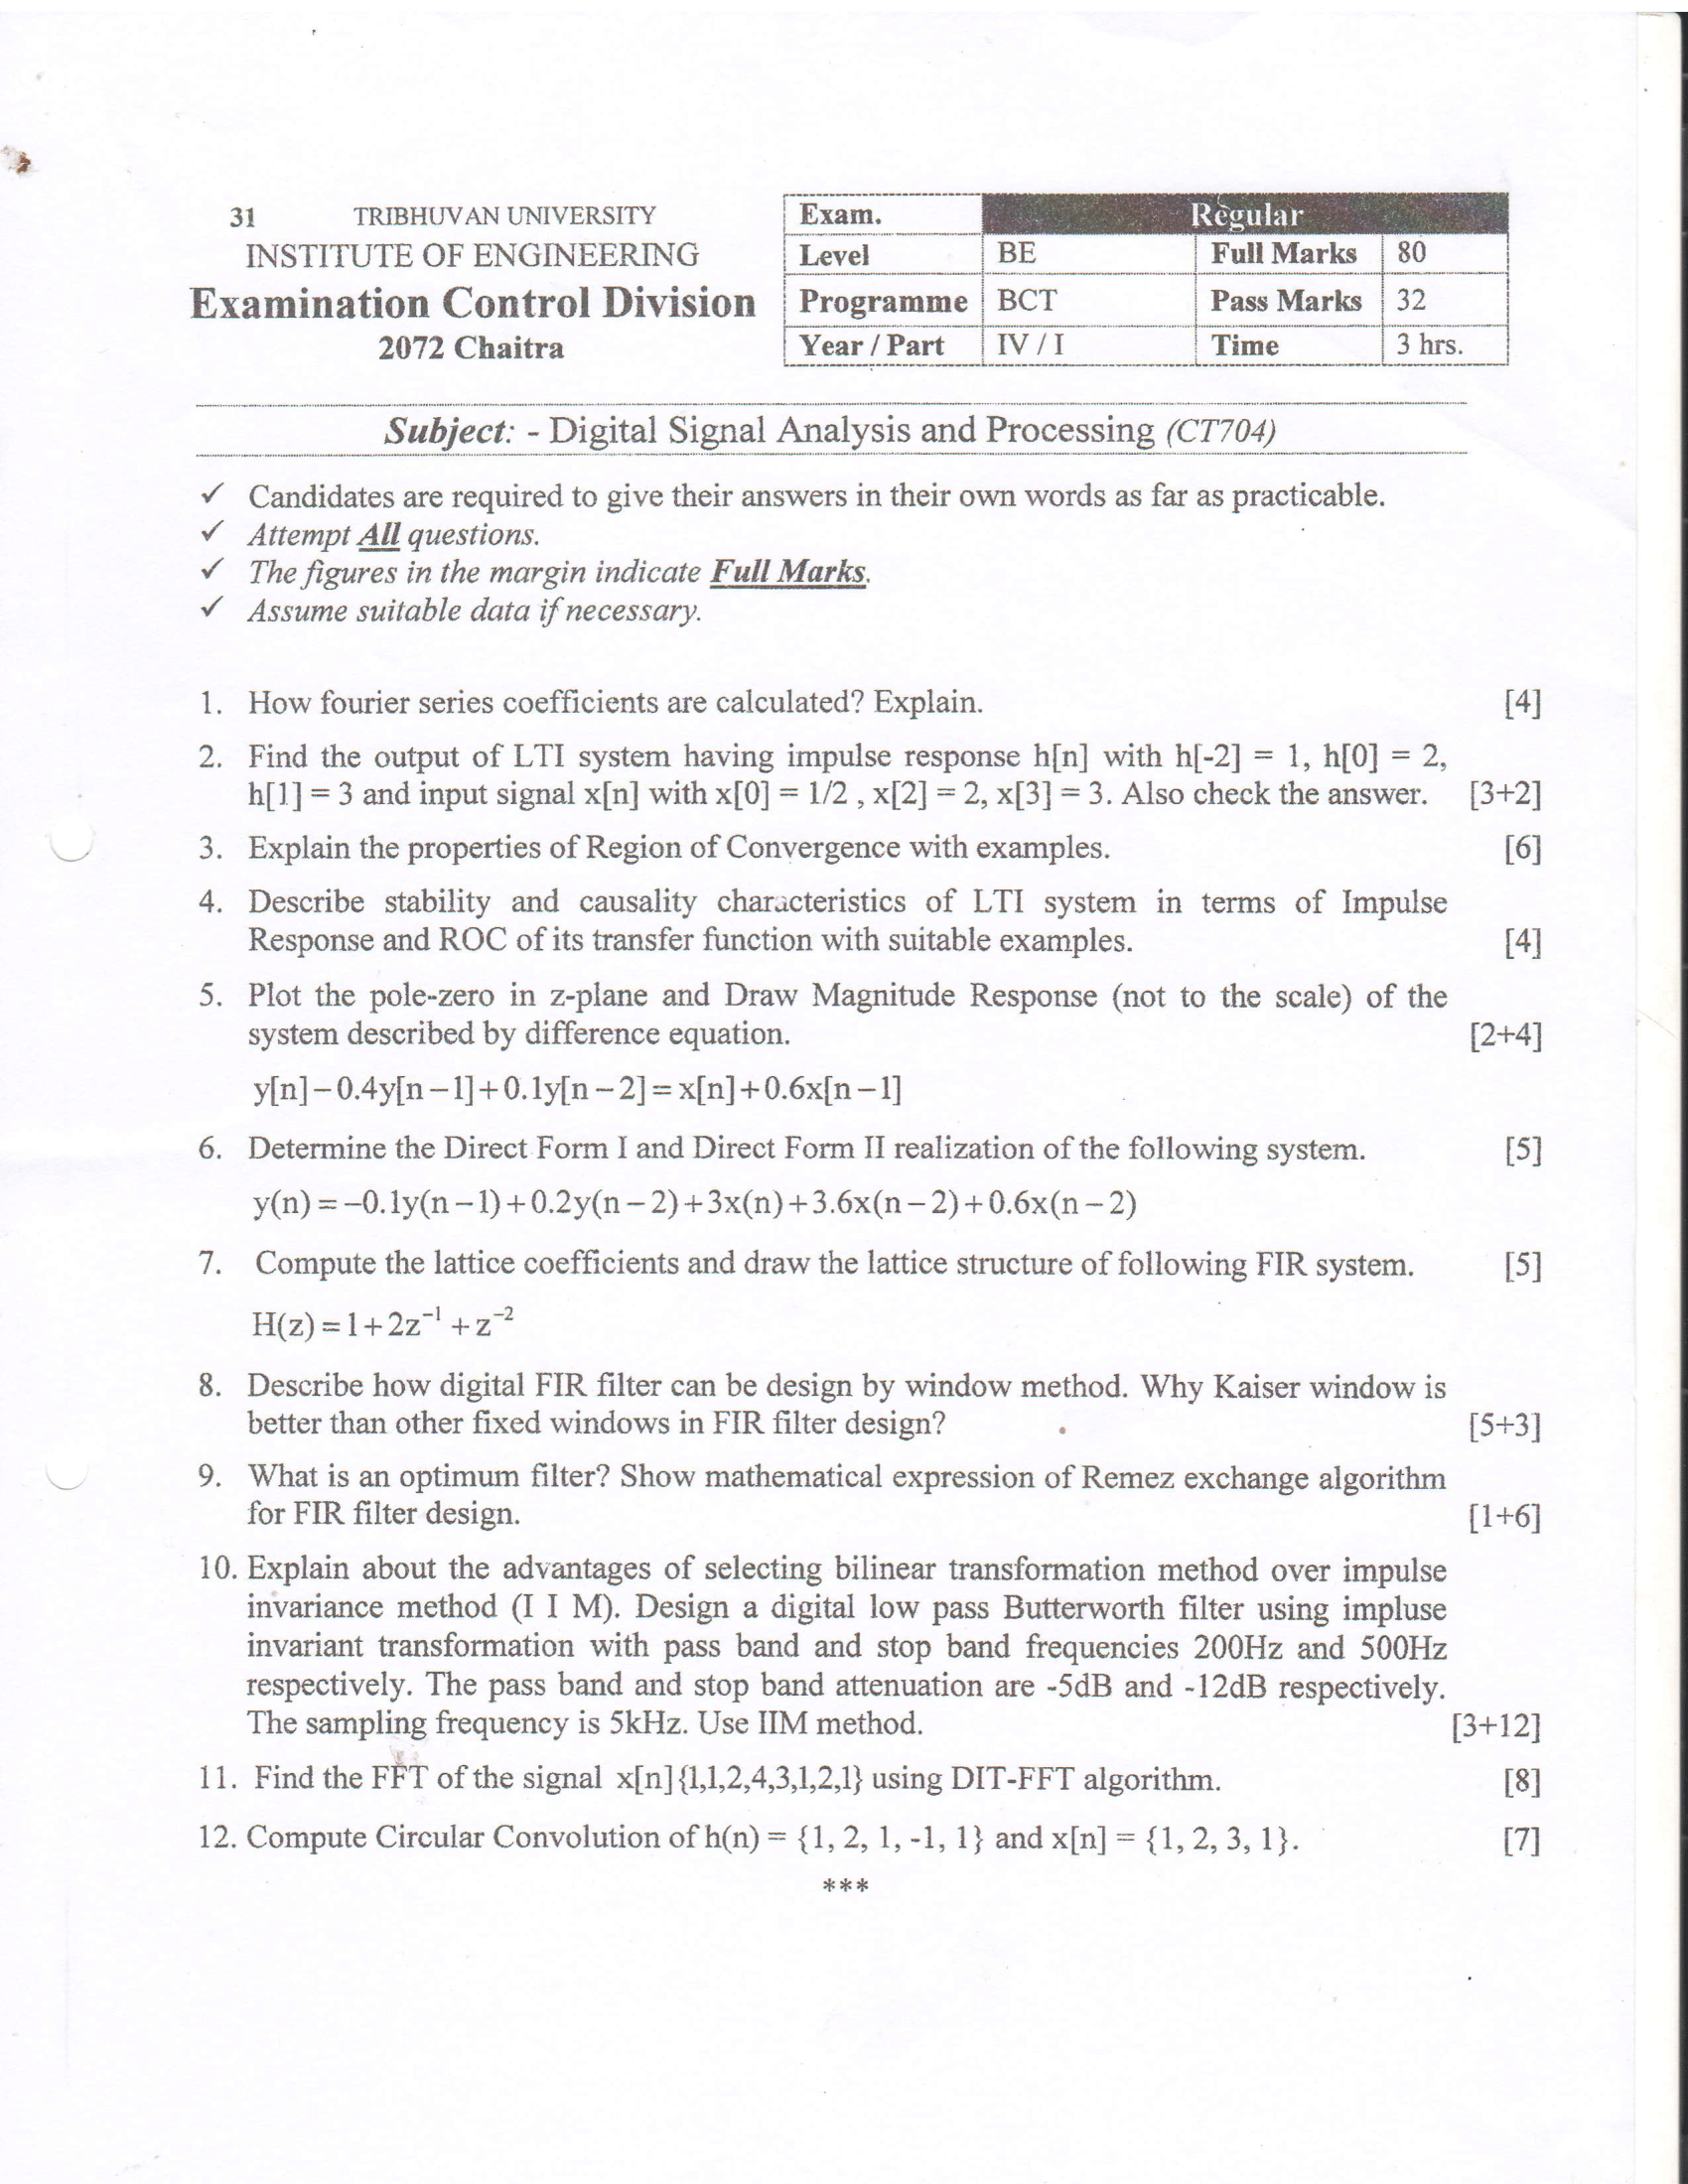 31 TRIBHUVAN UNIVERSITY
INSTITUTE OF ENGINEERING
Examination Control Division
2072 Chaitra
Exam. Regular
Level BE Full Marks 80
Programme BCT Pass Marks 32
Year / Part IV / I Time 3 hrs.
Subject: - Digital Signal Analysis and Processing (CT704)
✓ Candidates are required to give their answers in their own words as far as practicable.
✓ Attempt All questions.
✓ The figures in the margin indicate Full Marks.
✓ Assume suitable data if necessary.
1. How fourier series coefficients are calculated? Explain. [4]
2. Find the output of LTI system having impulse response h[n] with h[-2] = 1, h[0] = 2,
h[1] = 3 and input signal x[n] with x[0] = 1/2 , x[2] = 2, x[3] = 3. Also check the answer. [3+2]
3. Explain the properties of Region of Convergence with examples. [6]
4. Describe stability and causality characteristics of LTI system in terms of Impulse
Response and ROC of its transfer function with suitable examples. [4]
5. Plot the pole-zero in z-plane and Draw Magnitude Response (not to the scale) of the
system described by difference equation. [2+4]
y[n]−0.4y[n−1]+0.1y[n−2]=x[n]+0.6x[n−1]
6. Determine the Direct Form I and Direct Form II realization of the following system. [5]
y(n)=−0.1y(n−1)+0.2y(n−2)+3x(n)+3.6x(n−2)+0.6x(n−2)
7. Compute the lattice coefficients and draw the lattice structure of following FIR system. [5]
H(z)=1+2z⁻¹+z⁻²
8. Describe how digital FIR filter can be design by window method. Why Kaiser window is
better than other fixed windows in FIR filter design? [5+3]
9. What is an optimum filter? Show mathematical expression of Remez exchange algorithm
for FIR filter design. [1+6]
10. Explain about the advantages of selecting bilinear transformation method over impulse
invariance method (I I M). Design a digital low pass Butterworth filter using impluse
invariant transformation with pass band and stop band frequencies 200Hz and 500Hz
respectively. The pass band and stop band attenuation are -5dB and -12dB respectively.
The sampling frequency is 5kHz. Use IIM method. [3+12]
11. Find the FFT of the signal x[n]{1,1,2,4,3,1,2,1} using DIT-FFT algorithm. [8]
12. Compute Circular Convolution of h(n) = {1, 2, 1, -1, 1} and x[n] = {1, 2, 3, 1}. [7]
***